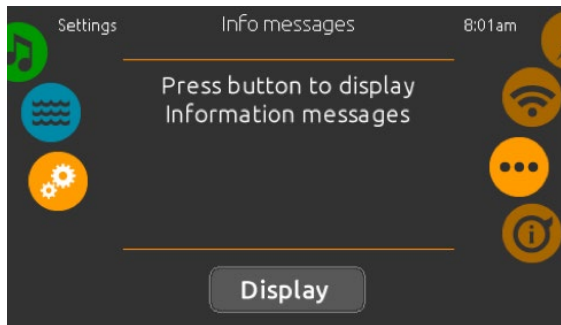 Settings
Info messages
8:01am
Press button to display
Information messages
Display